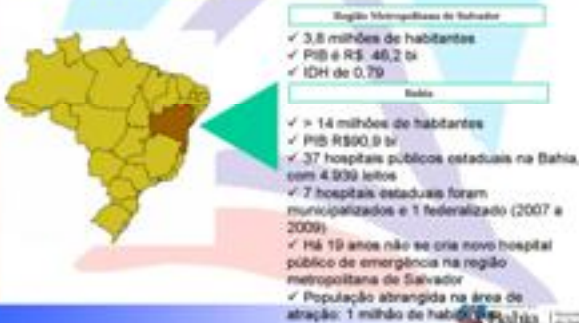 Região Metropolitana de Salvador
✓ 3,8 milhões de habitantes
✓ PIB é R$ 46,2 bi
✓ IDH de 0,79
Bahia
✓ > 14 milhões de habitantes
✓ PIB R$90,9 bi
✓ 37 hospitais públicos estaduais na Bahia,
com 4.939 leitos
✓ 7 hospitais estaduais foram
municipalizados e 1 federalizado (2007 a
2009)
✓ Há 19 anos não se cria novo hospital
público de emergência na região
metropolitana de Salvador
✓ População abrangida na área de
atração: 1 milhão de
Bahia